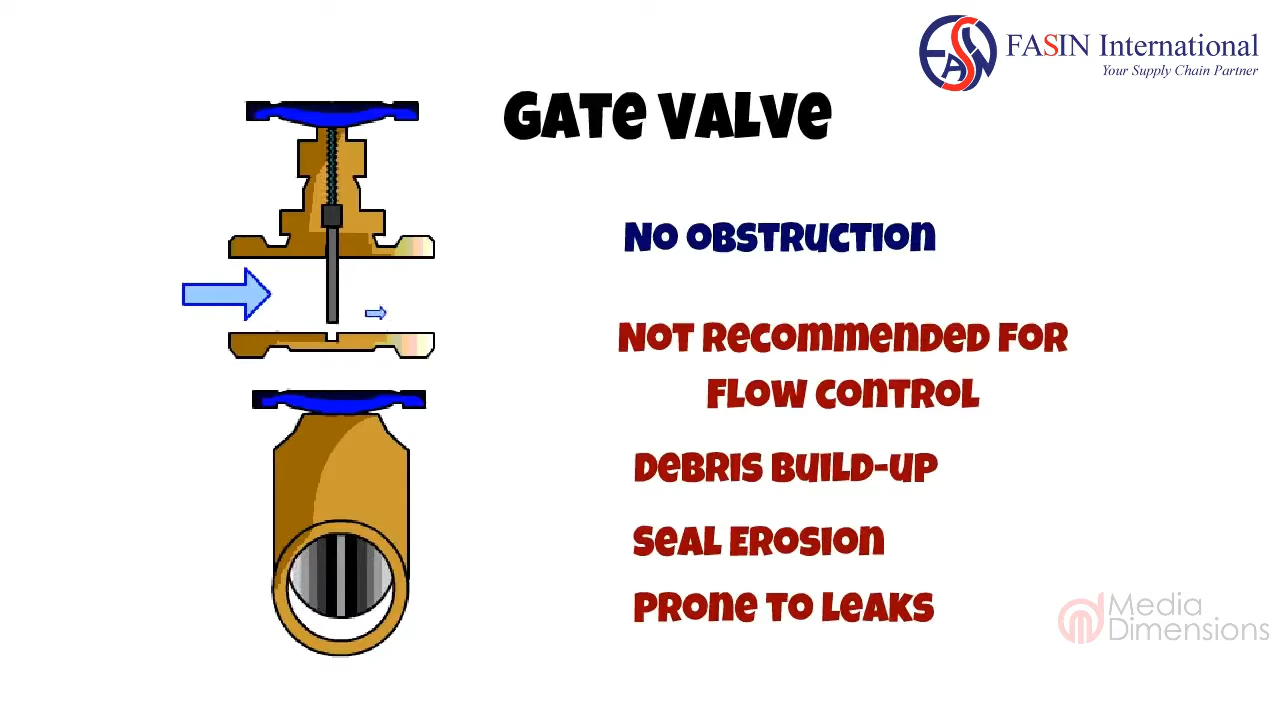 FASIN International
Your Supply Chain Partner
GATE VALVE
NO OBSTRUCTION
NOT RECOMMENDED FOR
FLOW CONTROL
DEBRIS BUILD-UP
SEAL EROSION
PRONE TO LEAKS
Media
Dimensions